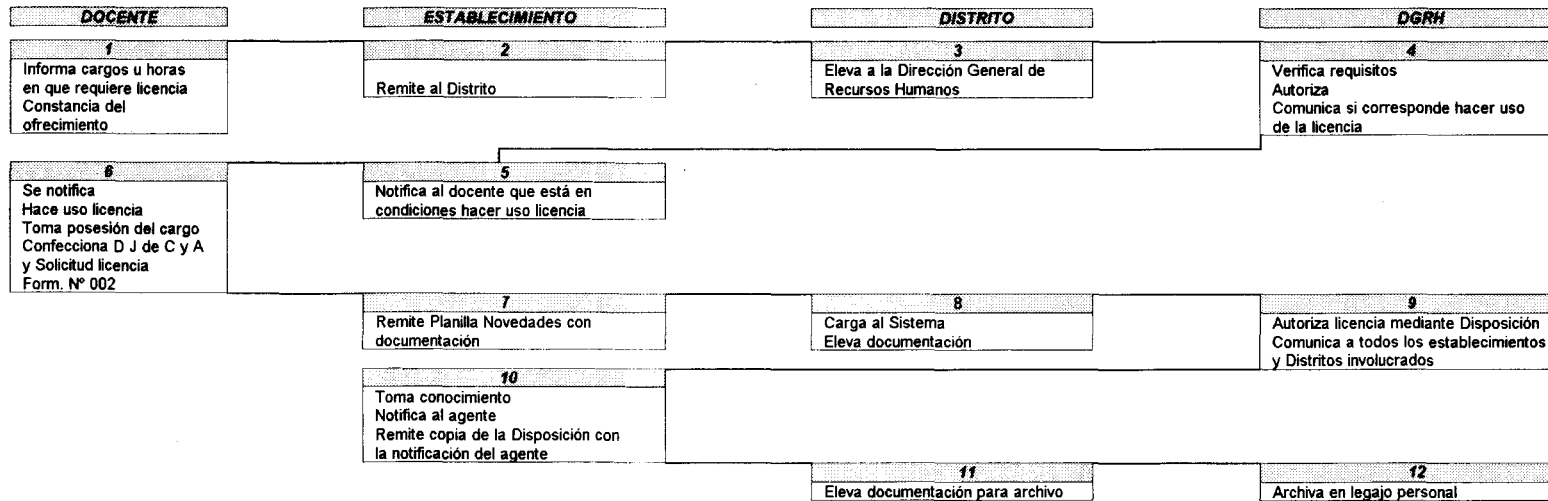 DOCENTE
ESTABLECIMIENTO
DISTRITO
DGRH
1
Informa cargos u horas
en que requiere licencia
Constancia del
ofrecimiento
2
Remite al Distrito
3
Eleva a la Dirección General de
Recursos Humanos
4
Verifica requisitos
Autoriza
Comunica si corresponde hacer uso
de la licencia
6
Se notifica
Hace uso licencia
Toma posesión del cargo
Confecciona D J de C y A
y Solicitud licencia
Form. Nº 002
5
Notifica al docente que está en
condiciones hacer uso licencia
7
Remite Planilla Novedades con
documentación
8
Carga al Sistema
Eleva documentación
9
Autoriza licencia mediante Disposición
Comunica a todos los establecimientos
y Distritos involucrados
10
Toma conocimiento
Notifica al agente
Remite copia de la Disposición con
la notificación del agente
11
Eleva documentación para archivo
12
Archiva en legajo personal